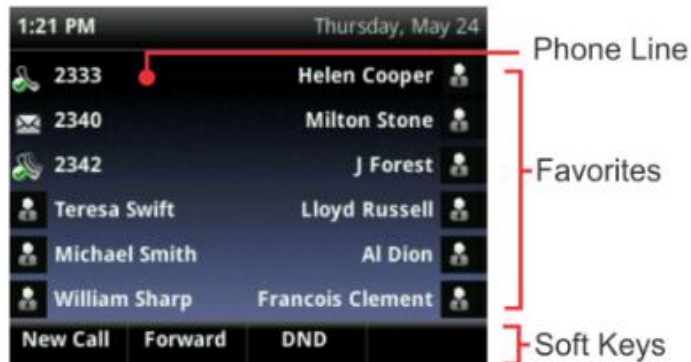 1:21 PM Thursday, May 24
Phone Line
2333 Helen Cooper
2340 Milton Stone
2342 J Forest
Favorites
Teresa Swift Lloyd Russell
Michael Smith Al Dion
William Sharp Francois Clement
New Call Forward DND
Soft Keys